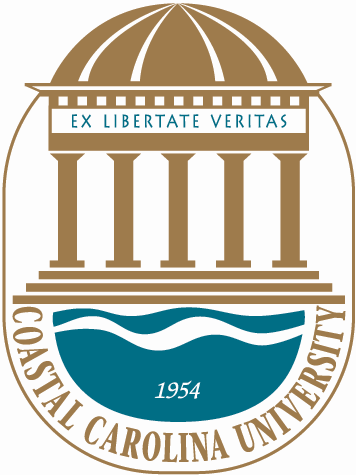 EX LIBERTATE VERITAS
1954
COASTAL CAROLINA UNIVERSITY